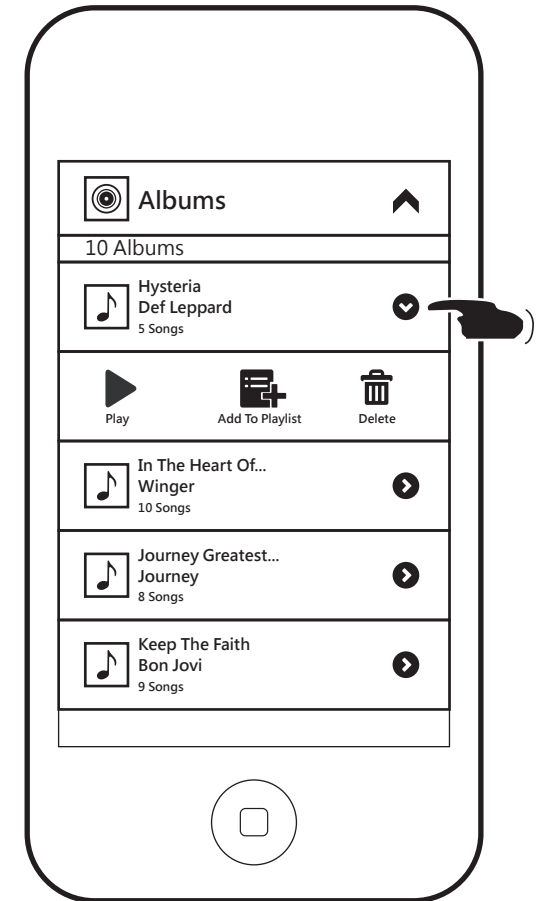 Albums
10 Albums
Hysteria
Def Leppard
5 Songs
Play Add To Playlist Delete
In The Heart Of...
Winger
10 Songs
Journey Greatest...
Journey
8 Songs
Keep The Faith
Bon Jovi
9 Songs